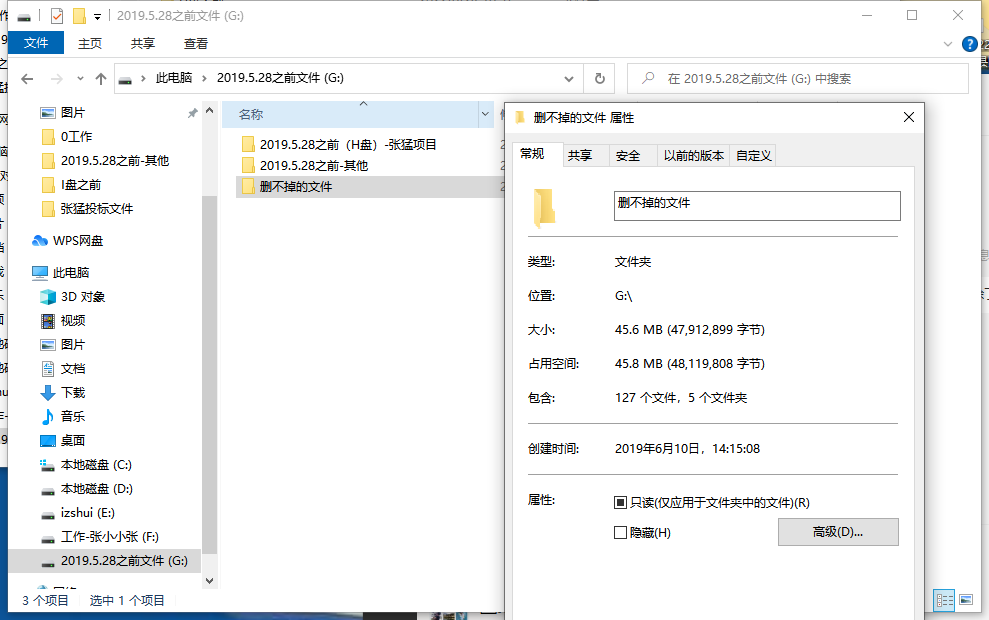 2019.5.28之前文件 (G:)
文件 主页 共享 查看
此电脑 2019.5.28之前文件 (G:)
在 2019.5.28之前文件 (G:) 中搜索
图片
0工作
2019.5.28之前-其他
I盘之前
张猛投标文件
WPS网盘
此电脑
3D 对象
视频
图片
文档
下载
音乐
桌面
本地磁盘 (C:)
本地磁盘 (D:)
izshui (E:)
工作-张小小张 (F:)
2019.5.28之前文件 (G:)
3 个项目 选中 1 个项目
名称
2019.5.28之前（H盘）-张猛项目
2019.5.28之前-其他
删不掉的文件
删不掉的文件 属性
常规 共享 安全 以前的版本 自定义
删不掉的文件
类型: 文件夹
位置: G:\
大小: 45.6 MB (47,912,899 字节)
占用空间: 45.8 MB (48,119,808 字节)
包含: 127 个文件，5 个文件夹
创建时间: 2019年6月10日，14:15:08
属性: 只读(仅应用于文件夹中的文件)(R)
隐藏(H) 高级(D)...